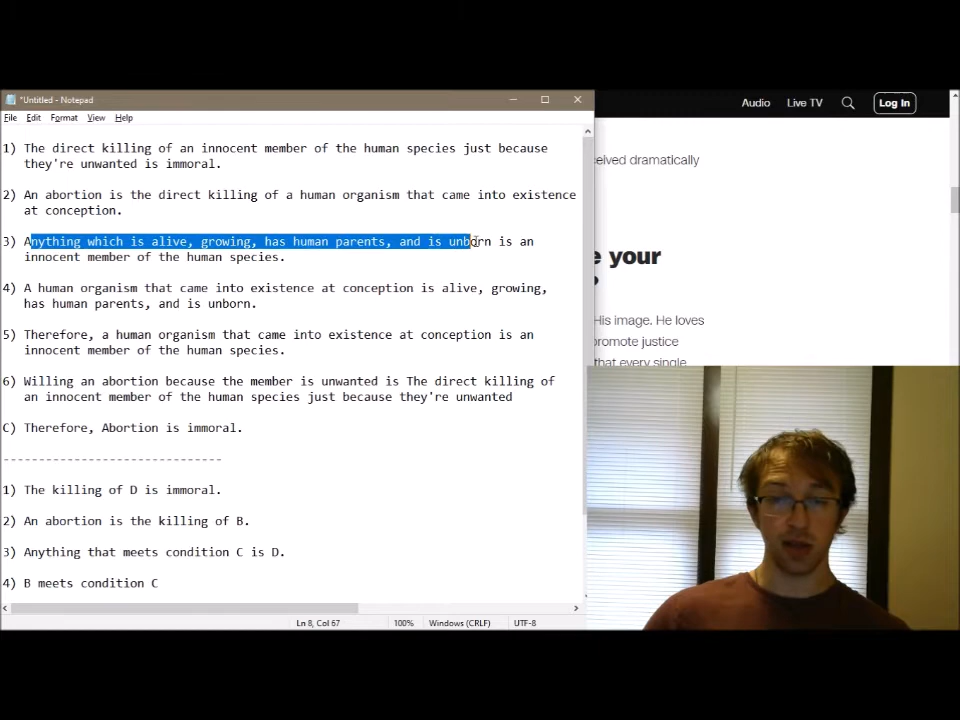 *Untitled - Notepad
File Edit Format View Help
1) The direct killing of an innocent member of the human species just because
they're unwanted is immoral.
2) An abortion is the direct killing of a human organism that came into existence
at conception.
3) Anything which is alive, growing, has human parents, and is unborn is an
innocent member of the human species.
4) A human organism that came into existence at conception is alive, growing,
has human parents, and is unborn.
5) Therefore, a human organism that came into existence at conception is an
innocent member of the human species.
6) Willing an abortion because the member is unwanted is The direct killing of
an innocent member of the human species just because they're unwanted
C) Therefore, Abortion is immoral.
-------------------------------
1) The killing of D is immoral.
2) An abortion is the killing of B.
3) Anything that meets condition C is D.
4) B meets condition C
Ln 8, Col 67 100% Windows (CRLF) UTF-8
Audio Live TV Log In
ceived dramatically
e your
His image. He loves
promote justice
that every single